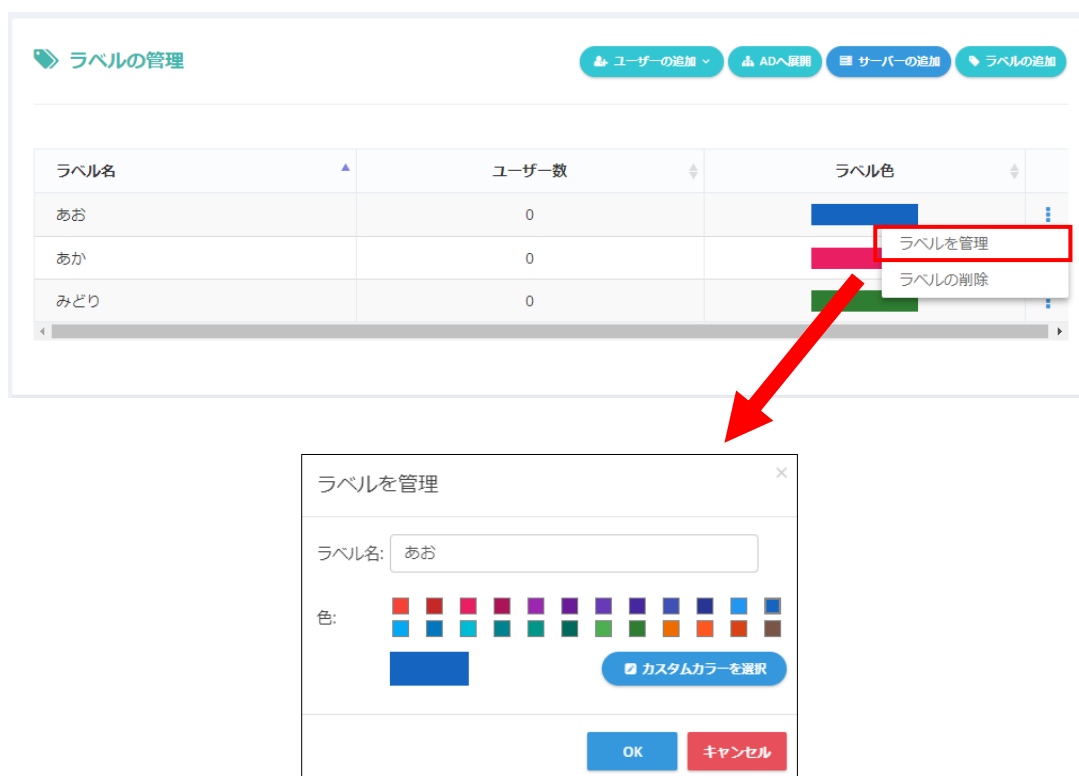 ラベルの管理
ユーザーの追加 ADへ展開 サーバーの追加 ラベルの追加
ラベル名 ユーザー数 ラベル色
あお 0
ラベルを管理
あか 0
ラベルの削除
みどり 0
ラベルを管理
ラベル名: あお
色:
カスタムカラーを選択
OK キャンセル